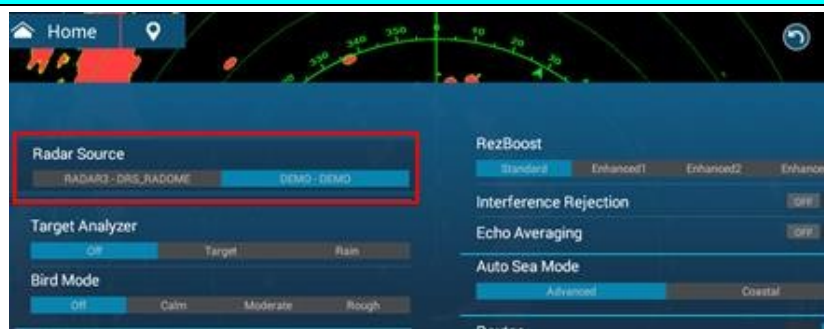 Home
330 340 350 0 10 20 30
Radar Source
RADAR3 - DRS_RADOME DEMO - DEMO
Target Analyzer
Off Target Rain
Bird Mode
Off Calm Moderate Rough
RezBoost
Standard Enhanced1 Enhanced2 Enhance
Interference Rejection OFF
Echo Averaging OFF
Auto Sea Mode
Advanced Coastal